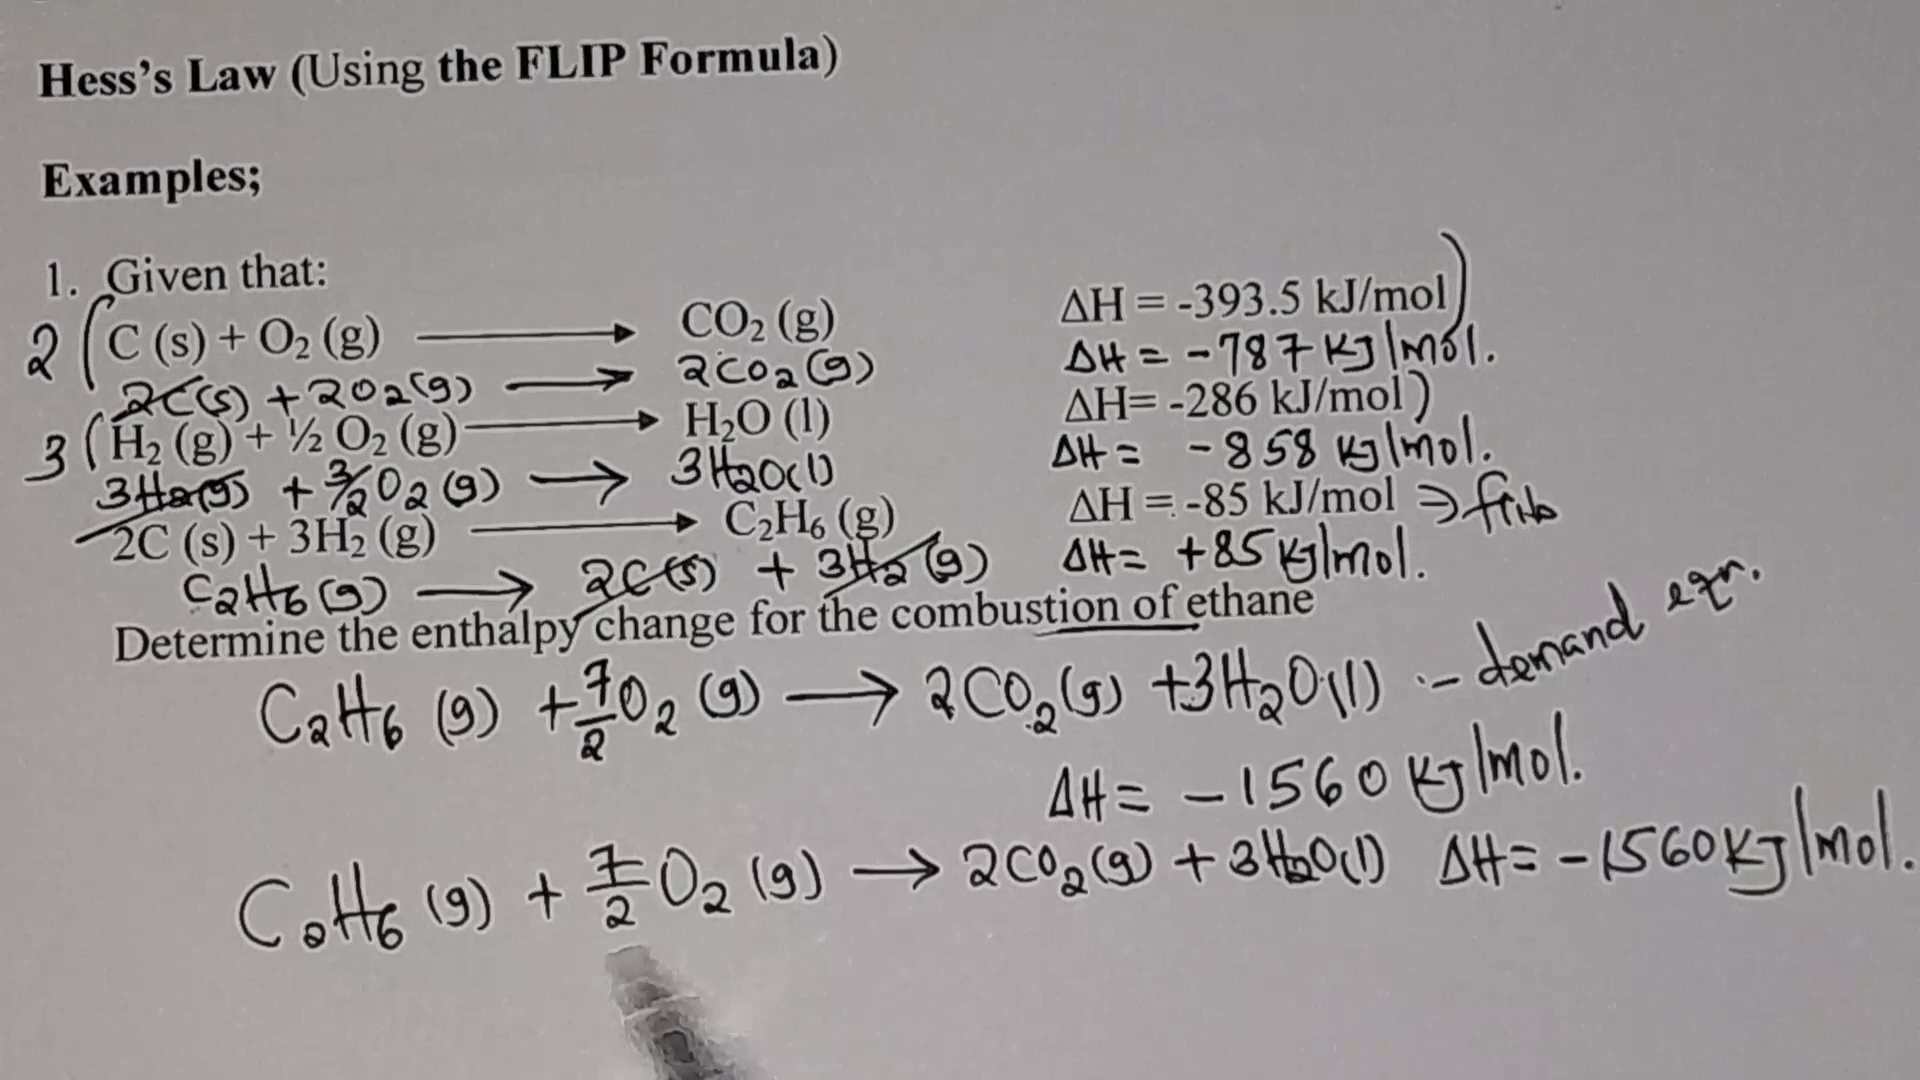 Hess's Law (Using the FLIP Formula)
Examples;
1. Given that:
2 ( C (s) + O₂ (g) ⟶ CO₂ (g) ΔH = -393.5 kJ/mol )
2C(s) + 2O₂(g) ⟶ 2CO₂(g) ΔH = -787 KJ/mol.
3 ( H₂ (g) + ½ O₂ (g) ⟶ H₂O (l) ΔH= -286 kJ/mol )
3H₂(g) + 3/2 O₂ (g) ⟶ 3H₂O(l) ΔH = -858 KJ/mol.
2C (s) + 3H₂ (g) ⟶ C₂H₆ (g) ΔH = -85 kJ/mol ⇒
C₂H₆(g) ⟶ 2C(s) + 3H₂(g) ΔH = +85 KJ/mol.
Determine the enthalpy change for the combustion of ethane
C₂H₆ (g) + 7/2 O₂ (g) ⟶ 2CO₂(g) + 3H₂O(l) - demand eqn.
ΔH = -1560 KJ/mol.
C₂H₆ (g) + 7/2 O₂ (g) ⟶ 2CO₂(g) + 3H₂O(l) ΔH = -1560KJ/mol.